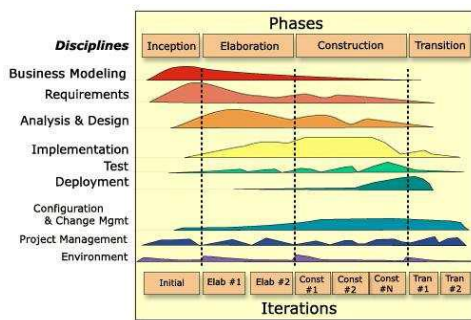 Phases
Disciplines
Inception Elaboration Construction Transition
Business Modeling
Requirements
Analysis & Design
Implementation
Test
Deployment
Configuration
& Change Mgmt
Project Management
Environment
Initial Elab #1 Elab #2 Const #1 Const #2 Const #N Tran #1 Tran #2
Iterations